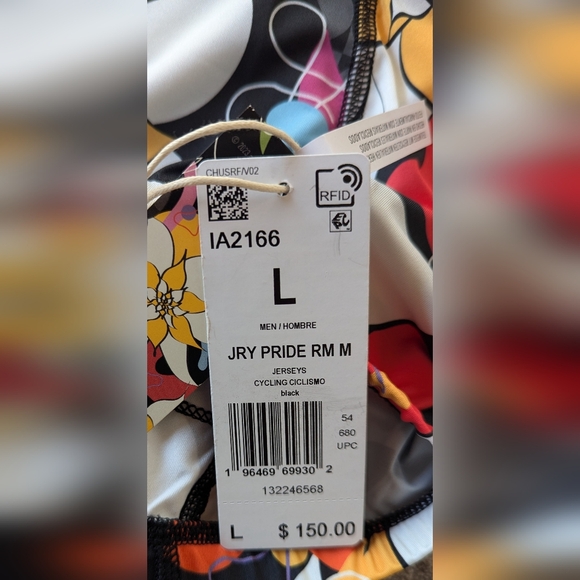 CHUSRF/V02
RFID
IA2166
L
MEN / HOMBRE
JRY PRIDE RM M
JERSEYS
CYCLING CICLISMO
black
54
680
UPC
1 96469 69930 2
132246568
L $ 150.00